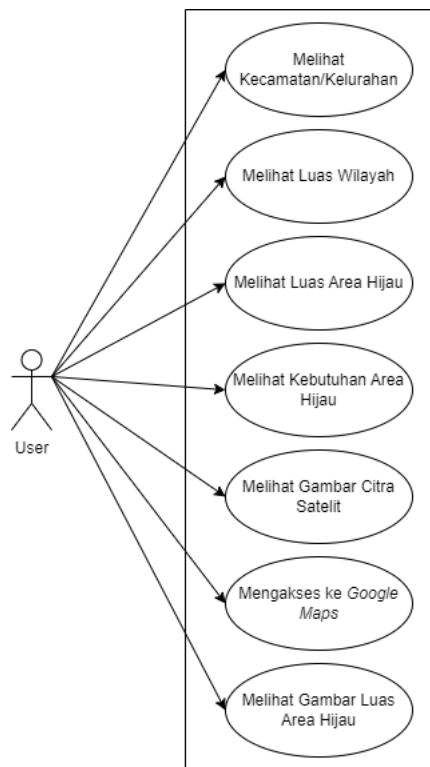 Melihat
Kecamatan/Kelurahan
Melihat Luas Wilayah
Melihat Luas Area Hijau
Melihat Kebutuhan Area
Hijau
User
Melihat Gambar Citra
Satelit
Mengakses ke Google
Maps
Melihat Gambar Luas
Area Hijau